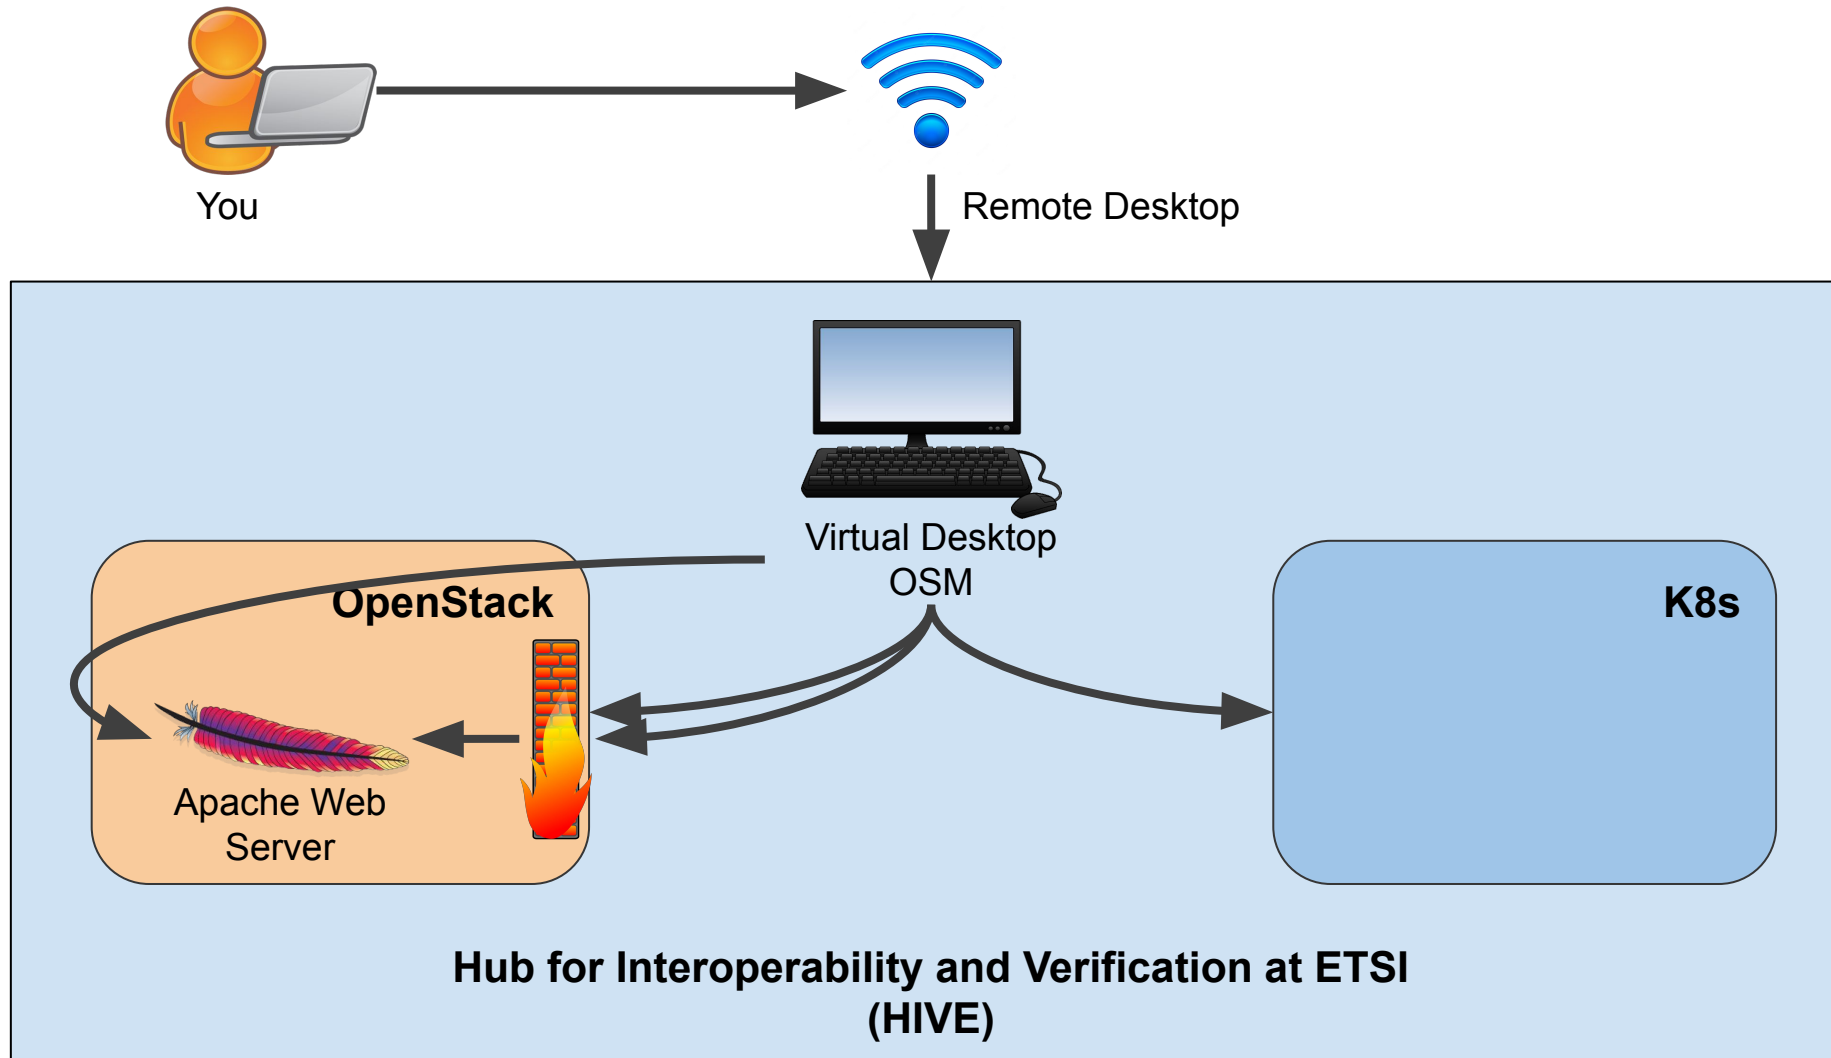 You
Remote Desktop
Virtual Desktop
OSM
OpenStack
K8s
Apache Web
Server
Hub for Interoperability and Verification at ETSI
(HIVE)